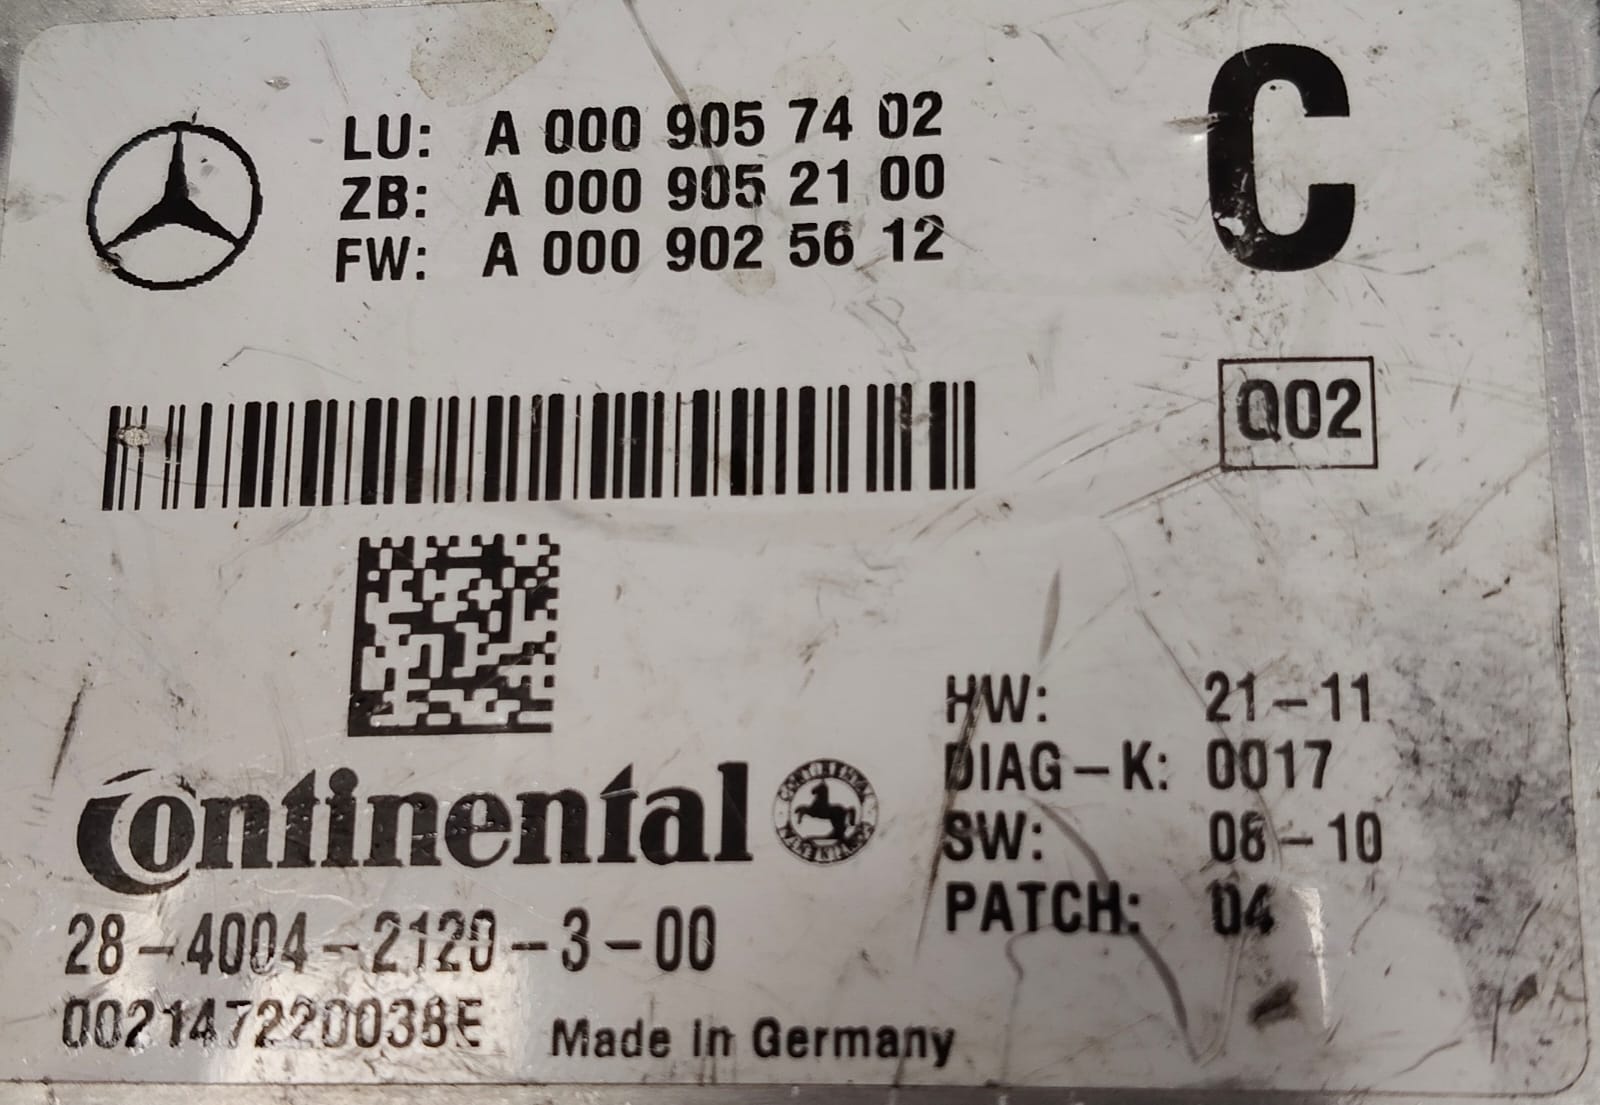 LU: A 000 905 74 02
ZB: A 000 905 21 00
FW: A 000 902 56 12
C
Q02
HW: 21-11
DIAG-K: 0017
SW: 08-10
PATCH: 04
Continental
28-4004-2120-3-00
002147220038E
Made in Germany